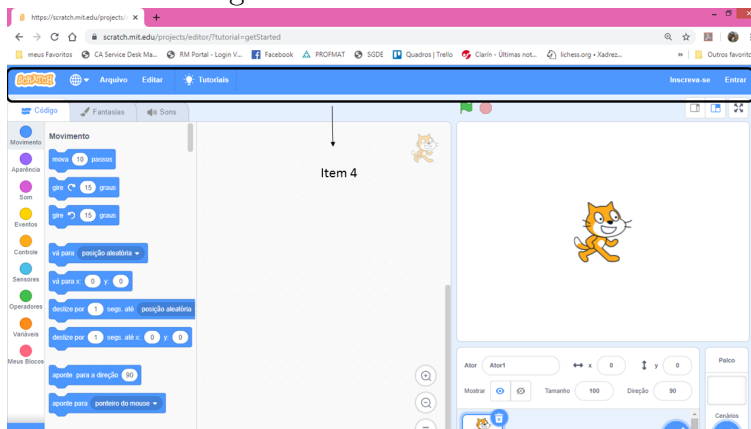 https://scratch.mit.edu/projects/
scratch.mit.edu/projects/editor/?tutorial=getStarted
meus Favoritos CA Service Desk Ma... RM Portal - Login V... Facebook PROFMAT SGDE Quadros | Trello Clarín - Últimas not... lichess.org • Xadrez... » Outros favorito
SCRATCH Arquivo Editar Tutoriais Inscreva-se Entrar
Código Fantasias Sons
Movimento
Aparência
Som
Eventos
Controle
Sensores
Operadores
Variáveis
Meus Blocos
Movimento
mova 10 passos
gire 15 graus
gire 15 graus
vá para posição aleatória
vá para x: 0 y: 0
deslize por 1 segs. até posição aleatória
deslize por 1 segs. até x: 0 y: 0
aponte para a direção 90
aponte para ponteiro do mouse
Item 4
Ator Ator1 x 0 y 0
Mostrar Tamanho 100 Direção 90
Palco
Cenários